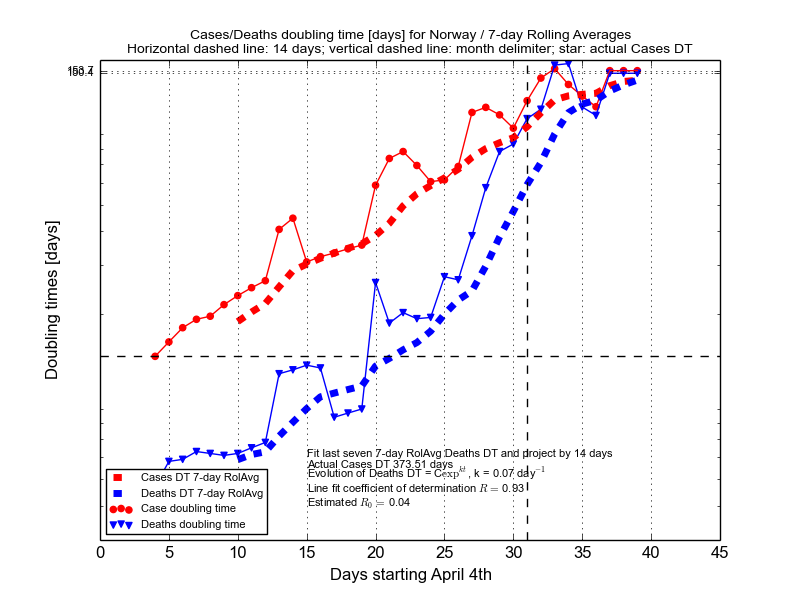 Cases/Deaths doubling time [days] for Norway / 7-day Rolling Averages
Horizontal dashed line: 14 days; vertical dashed line: month delimiter; star: actual Cases DT
Doubling times [days]
Fit last seven 7-day RolAvg Deaths DT and project by 14 days
Actual Cases DT 373.51 days
Evolution of Deaths DT = Cexp^kt, k = 0.07 day^−1
Line fit coefficient of determination R = 0.93
Estimated R_0 = 0.04
Cases DT 7-day RolAvg
Deaths DT 7-day RolAvg
Case doubling time
Deaths doubling time
0 5 10 15 20 25 30 35 40 45
Days starting April 4th